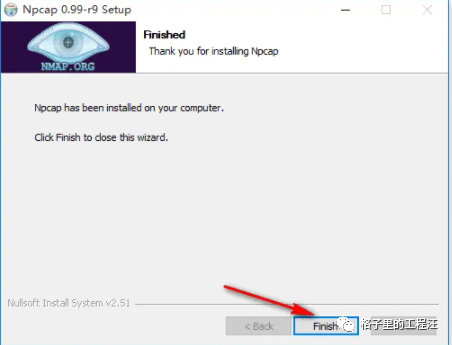 Npcap 0.99-r9 Setup
NMAP.ORG
Finished
Thank you for installing Npcap
Npcap has been installed on your computer.
Click Finish to close this wizard.
Nullsoft Install System v2.51
< Back
Finish
格子里的工程汪